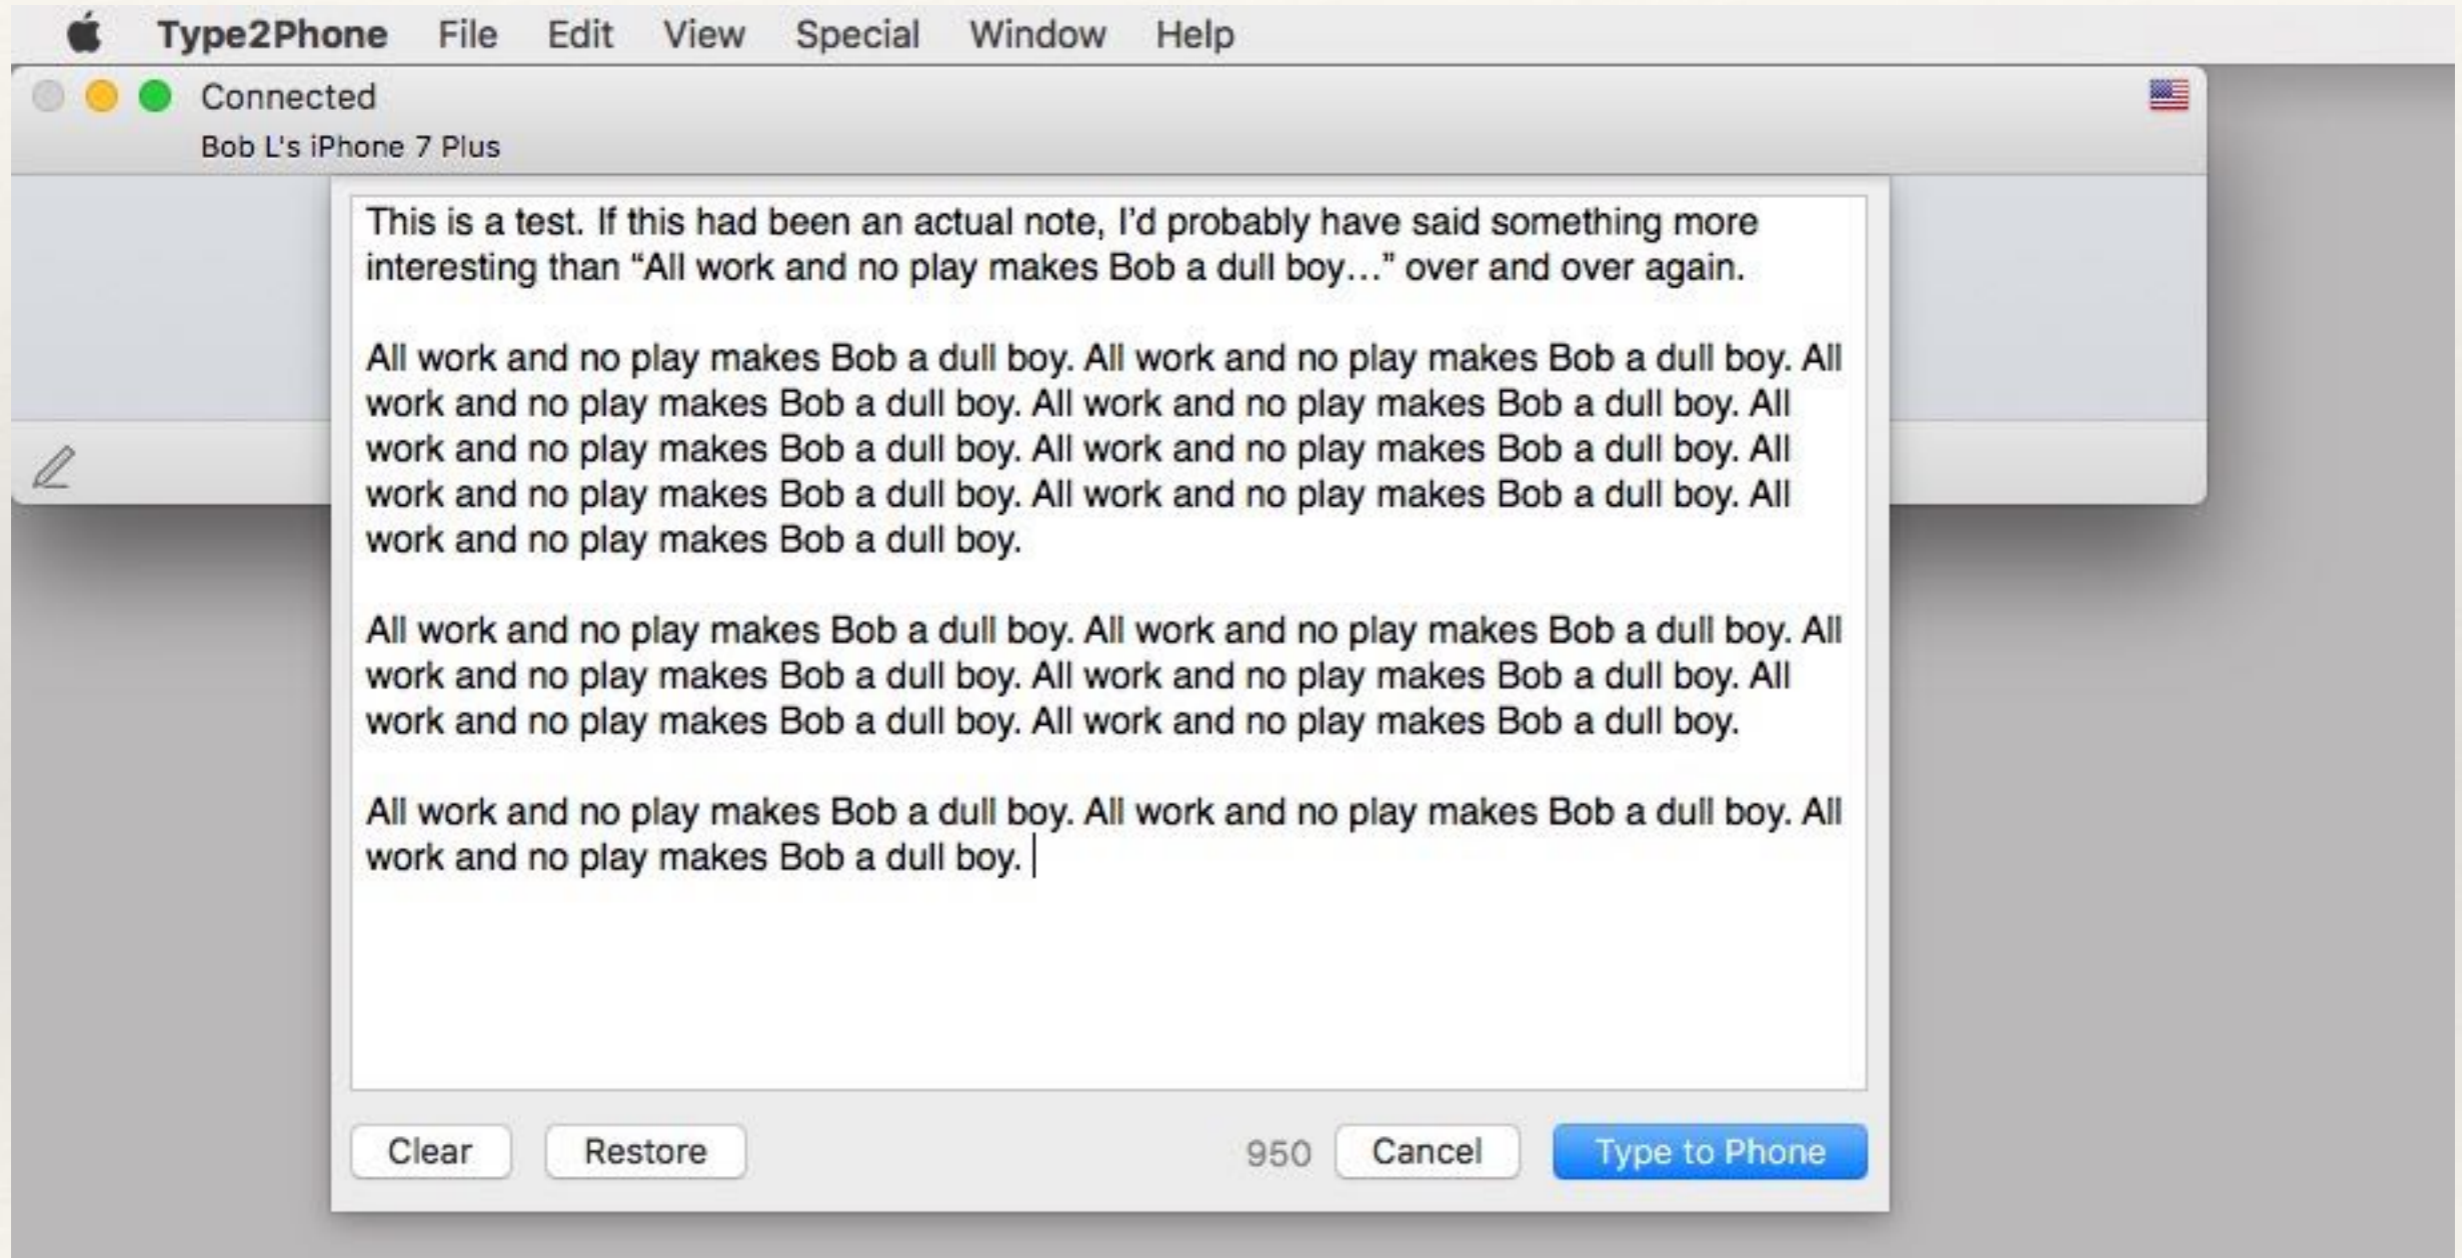 Type2Phone File Edit View Special Window Help
Connected
Bob L's iPhone 7 Plus
This is a test. If this had been an actual note, I’d probably have said something more
interesting than “All work and no play makes Bob a dull boy…” over and over again.
All work and no play makes Bob a dull boy. All work and no play makes Bob a dull boy. All
work and no play makes Bob a dull boy. All work and no play makes Bob a dull boy. All
work and no play makes Bob a dull boy. All work and no play makes Bob a dull boy. All
work and no play makes Bob a dull boy. All work and no play makes Bob a dull boy. All
work and no play makes Bob a dull boy.
All work and no play makes Bob a dull boy. All work and no play makes Bob a dull boy. All
work and no play makes Bob a dull boy. All work and no play makes Bob a dull boy. All
work and no play makes Bob a dull boy. All work and no play makes Bob a dull boy.
All work and no play makes Bob a dull boy. All work and no play makes Bob a dull boy. All
work and no play makes Bob a dull boy.
Clear Restore 950 Cancel Type to Phone